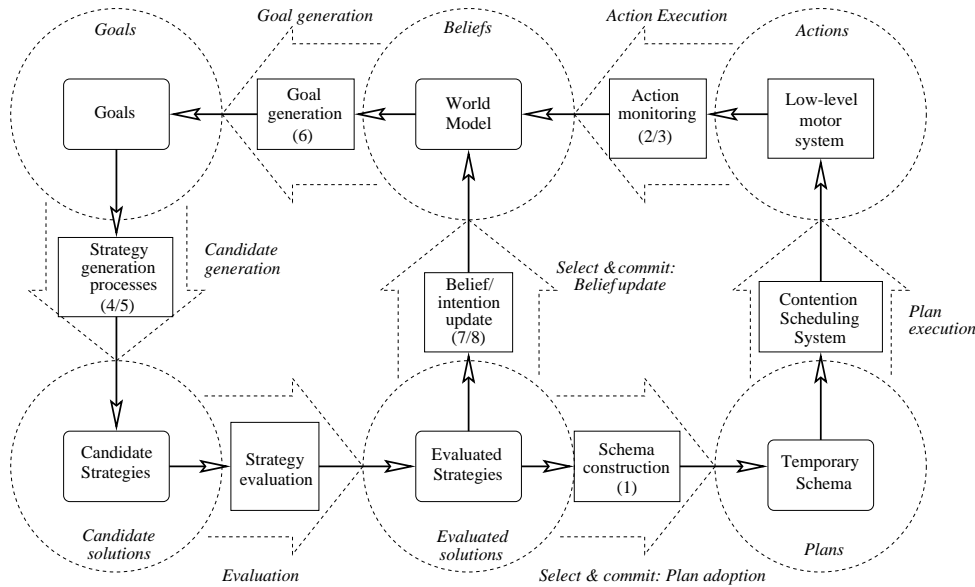 Goals
Goal generation
Beliefs
Action Execution
Actions
Goals
Goal
generation
(6)
World
Model
Action
monitoring
(2/3)
Low-level
motor
system
Strategy
generation
processes
(4/5)
Candidate
generation
Belief/
intention
update
(7/8)
Select & commit:
Belief update
Contention
Scheduling
System
Plan
execution
Candidate
Strategies
Strategy
evaluation
Evaluated
Strategies
Schema
construction
(1)
Temporary
Schema
Candidate
solutions
Evaluation
Evaluated
solutions
Select & commit: Plan adoption
Plans